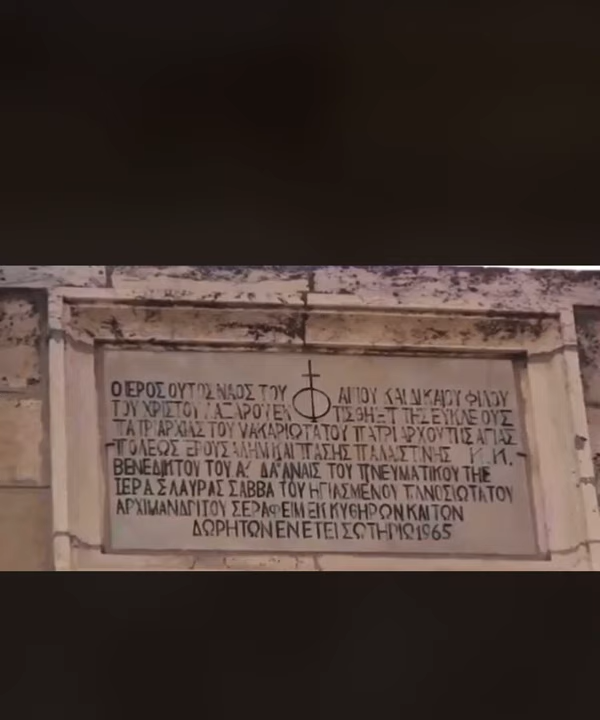 Ο ΙΕΡΟΣ ΟΥΤΟΣ ΝΑΟΣ ΤΟΥ ΑΓΙΟΥ ΚΑΙ ΔΙΚΑΙΟΥ ΦΙΛΟΥ
ΤΟΥ ΧΡΙΣΤΟΥ ΛΑΖΑΡΟΥ ΕΚΤΙΣΘΗ ΕΠΙ ΤΗΣ ΕΥΚΛΕΟΥΣ
ΠΑΤΡΙΑΡΧΙΑΣ ΤΟΥ ΜΑΚΑΡΙΩΤΑΤΟΥ ΠΑΤΡΙΑΡΧΟΥ ΤΗΣ ΑΓΙΑΣ
ΠΟΛΕΩΣ ΙΕΡΟΥΣΑΛΗΜ ΚΑΙ ΠΑΣΗΣ ΠΑΛΑΙΣΤΙΝΗΣ Κ.Κ.
ΒΕΝΕΔΙΚΤΟΥ ΤΟΥ Α΄ ΔΑΠΑΝΑΙΣ ΤΟΥ ΠΝΕΥΜΑΤΙΚΟΥ ΤΗΣ
ΙΕΡΑΣ ΛΑΥΡΑΣ ΣΑΒΒΑ ΤΟΥ ΗΓΙΑΣΜΕΝΟΥ ΠΑΝΟΣΙΩΤΑΤΟΥ
ΑΡΧΙΜΑΝΔΡΙΤΟΥ ΣΕΡΑΦΕΙΜ ΕΚ ΚΥΘΗΡΩΝ ΚΑΙ ΤΩΝ
ΔΩΡΗΤΩΝ ΕΝ ΕΤΕΙ ΣΩΤΗΡΙΩ 1965